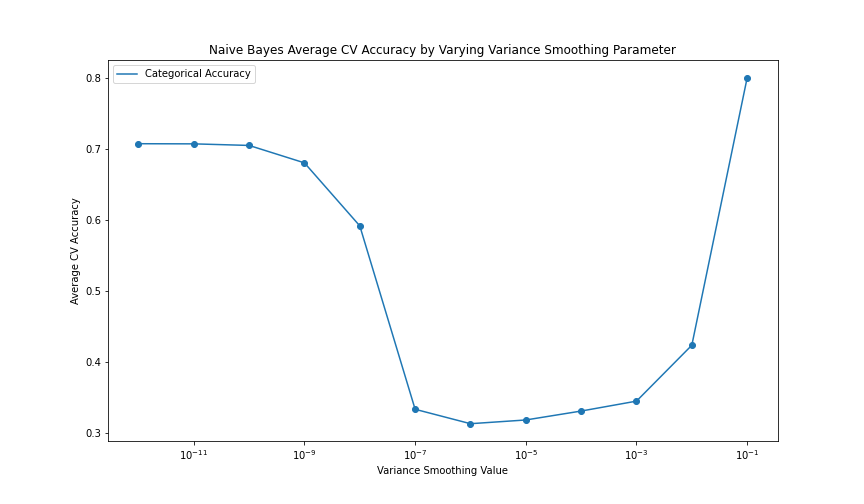 Naive Bayes Average CV Accuracy by Varying Variance Smoothing Parameter
Categorical Accuracy
0.8
0.7
0.6
0.5
0.4
0.3
Average CV Accuracy
10⁻¹¹ 10⁻⁹ 10⁻⁷ 10⁻⁵ 10⁻³ 10⁻¹
Variance Smoothing Value